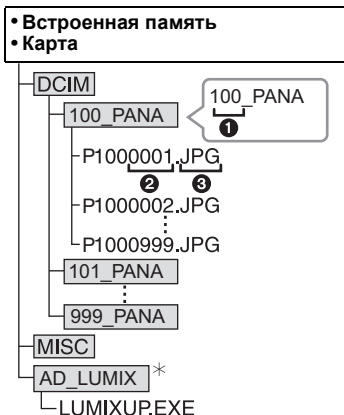 • Встроенная память
• Карта
DCIM
100_PANA
100_PANA
❶
P1000001.JPG
❷ ❸
P1000002.JPG
P1000999.JPG
101_PANA
999_PANA
MISC
AD_LUMIX *
LUMIXUP.EXE